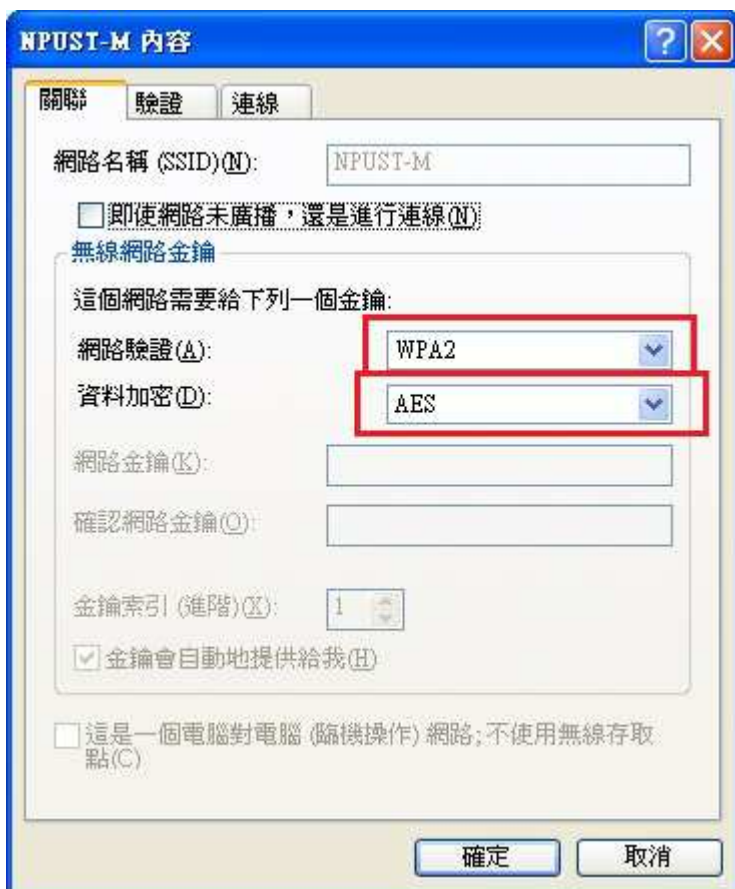 NPUST-M 內容
關聯
驗證
連線
網路名稱 (SSID)(N):
NPUST-M
即使網路未廣播，還是進行連線(N)
無線網路金鑰
這個網路需要給下列一個金鑰:
網路驗證(A):
WPA2
資料加密(D):
AES
網路金鑰(K):
確認網路金鑰(O):
金鑰索引 (進階)(X):
1
金鑰會自動地提供給我(H)
這是一個電腦對電腦 (臨機操作) 網路;不使用無線存取
點(C)
確定
取消